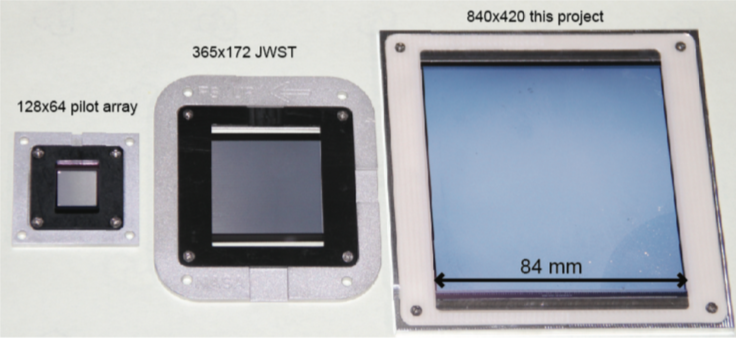 840x420 this project
365x172 JWST
128x64 pilot array
84 mm